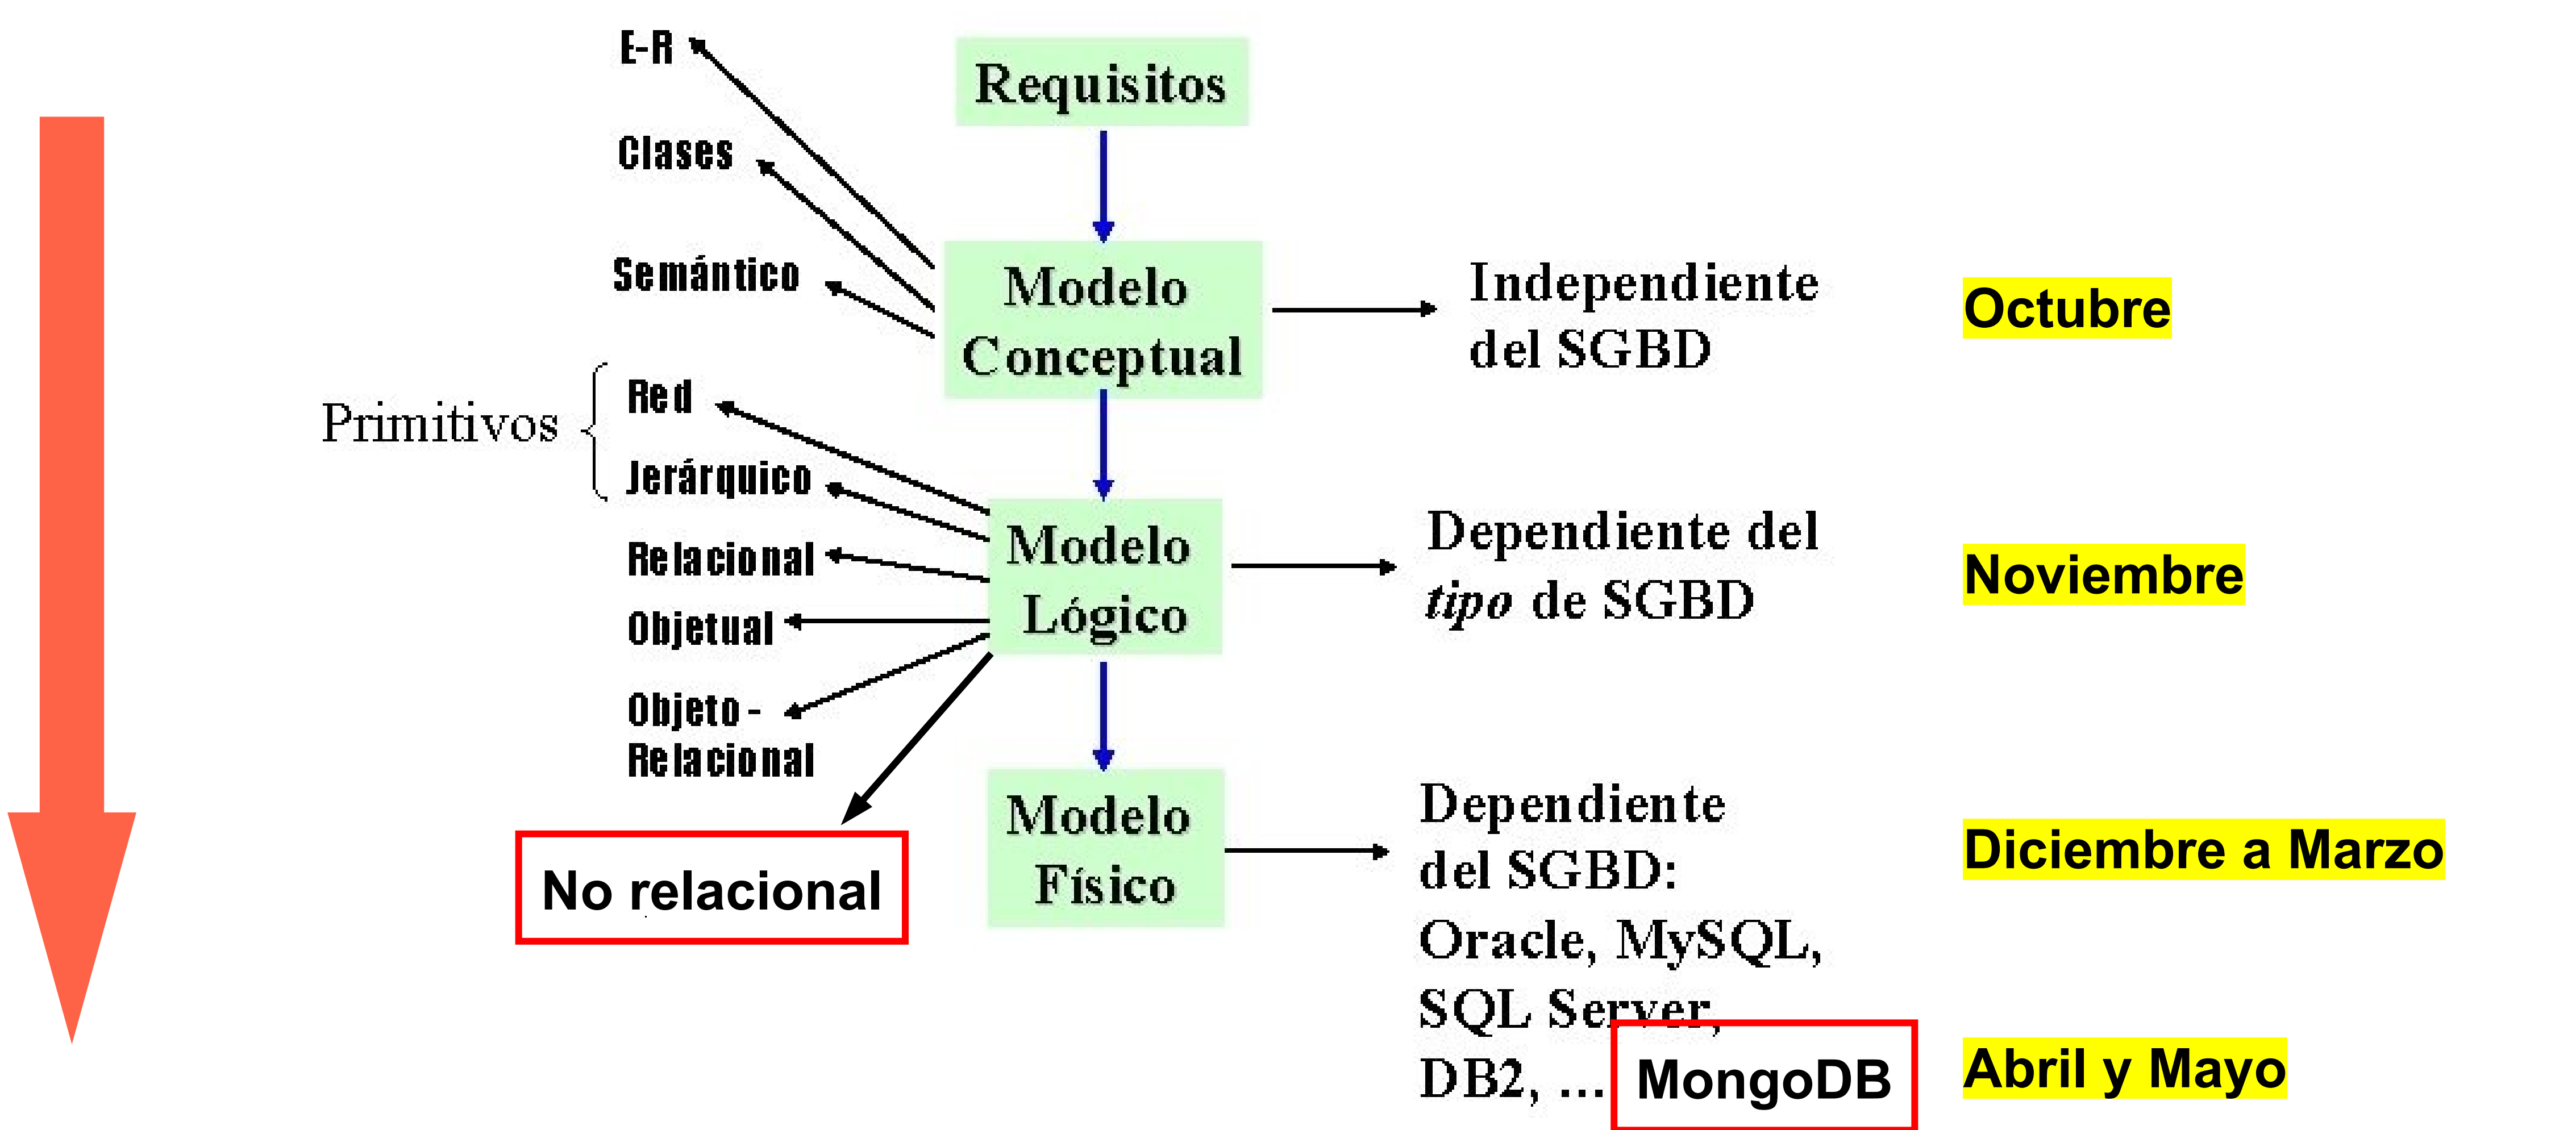 E-R
Requisitos
Clases
Semántico
Modelo
Conceptual
Independiente
del SGBD
Octubre
Primitivos
Red
Jerárquico
Relacional
Objetual
Objeto -
Relacional
Modelo
Lógico
Dependiente del
tipo de SGBD
Noviembre
No relacional
Modelo
Físico
Dependiente
del SGBD:
Oracle, MySQL,
SQL Server,
DB2, ... MongoDB
Diciembre a Marzo
Abril y Mayo